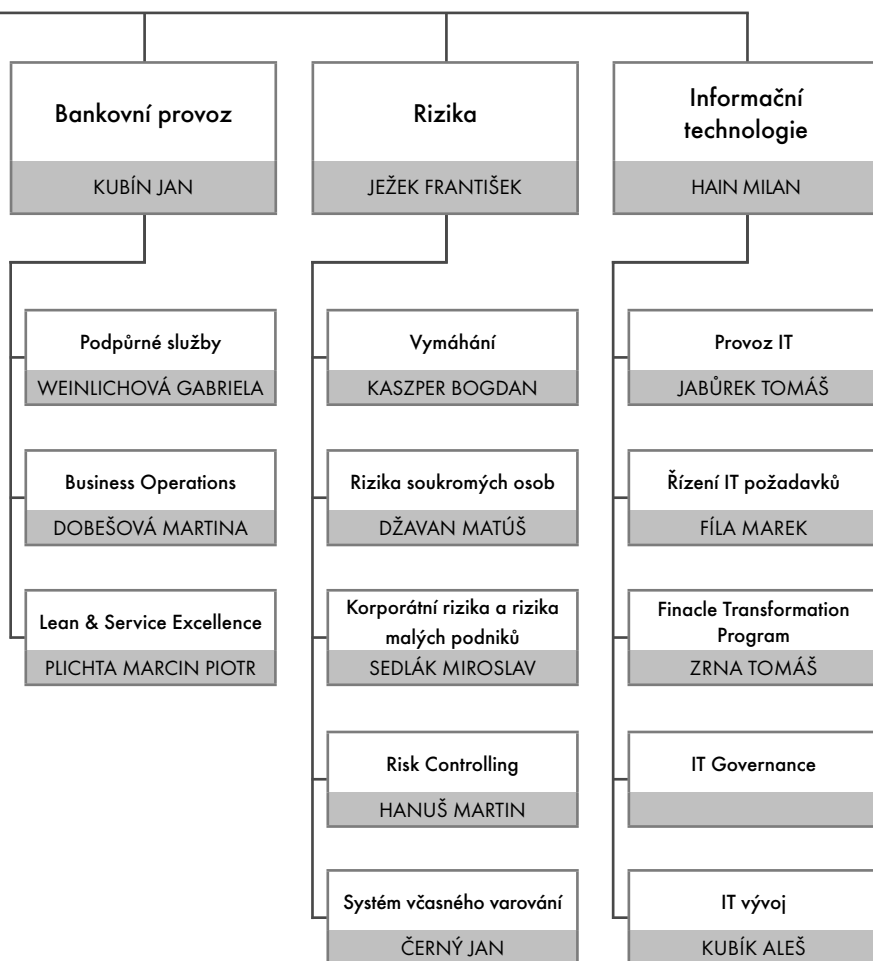 Bankovní provoz
KUBÍN JAN
Podpůrné služby
WEINLICHOVÁ GABRIELA
Business Operations
DOBEŠOVÁ MARTINA
Lean & Service Excellence
PLICHTA MARCIN PIOTR
Rizika
JEŽEK FRANTIŠEK
Vymáhání
KASZPER BOGDAN
Rizika soukromých osob
DŽAVAN MATÚŠ
Korporátní rizika a rizika
malých podniků
SEDLÁK MIROSLAV
Risk Controlling
HANUŠ MARTIN
Systém včasného varování
ČERNÝ JAN
Informační
technologie
HAIN MILAN
Provoz IT
JABŮREK TOMÁŠ
Řízení IT požadavků
FÍLA MAREK
Finacle Transformation
Program
ZRNA TOMÁŠ
IT Governance
IT vývoj
KUBÍK ALEŠ